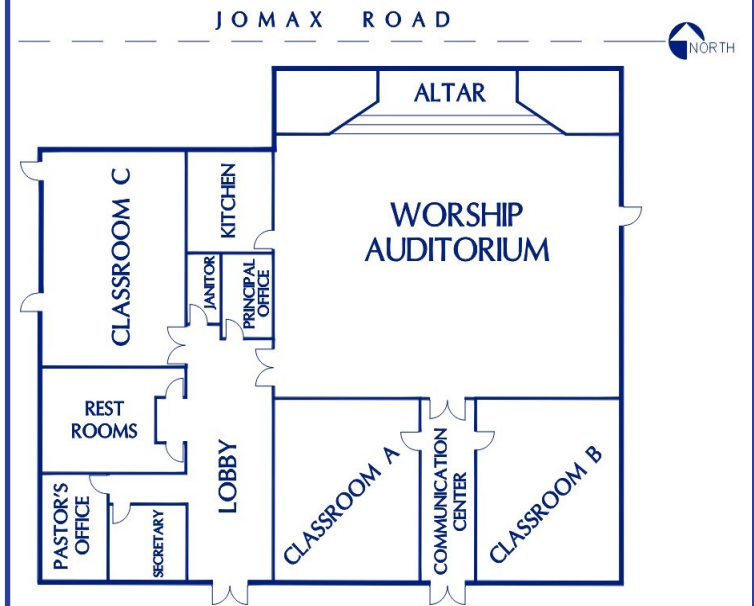 JOMAX ROAD
NORTH
ALTAR
WORSHIP
AUDITORIUM
CLASSROOM C
KITCHEN
JANITOR
PRINCIPAL
OFFICE
REST
ROOMS
LOBBY
PASTOR'S
OFFICE
SECRETARY
CLASSROOM A
COMMUNICATION
CENTER
CLASSROOM B